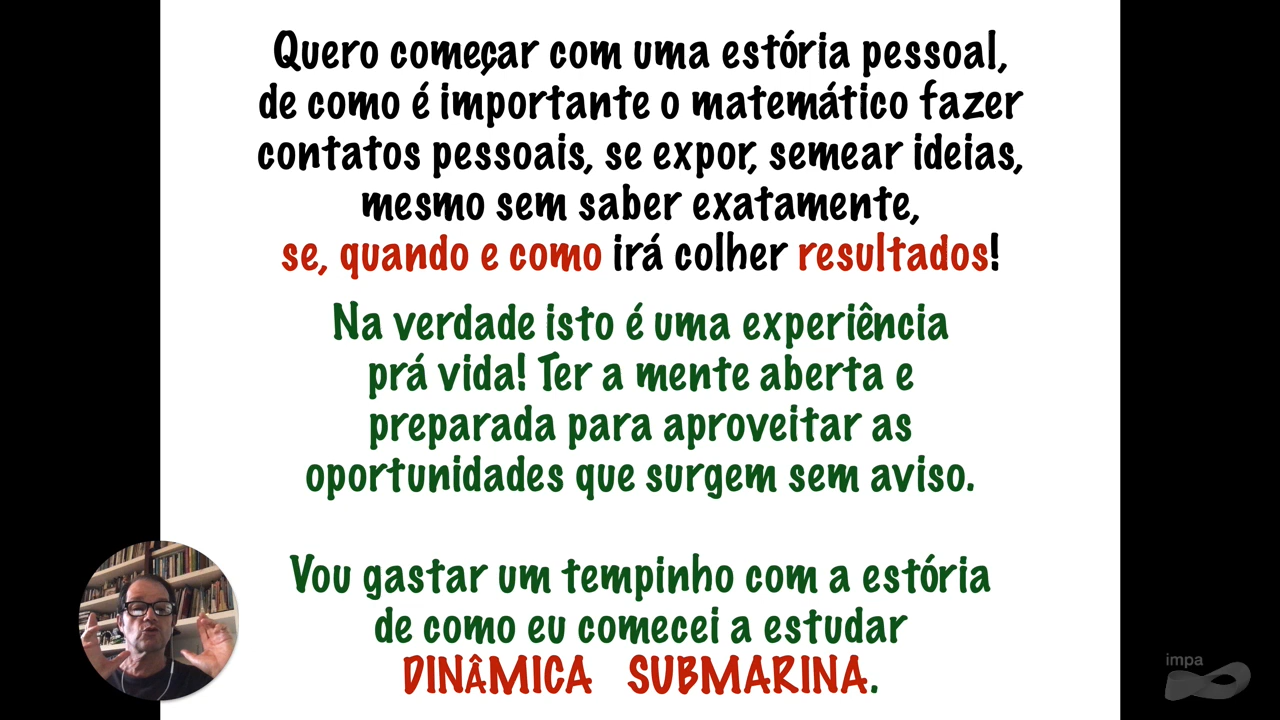 Quero começar com uma estória pessoal,
de como é importante o matemático fazer
contatos pessoais, se expor, semear ideias,
mesmo sem saber exatamente,
se, quando e como irá colher resultados!
Na verdade isto é uma experiência
prá vida! Ter a mente aberta e
preparada para aproveitar as
oportunidades que surgem sem aviso.
Vou gastar um tempinho com a estória
de como eu comecei a estudar
DINÂMICA SUBMARINA.
impa